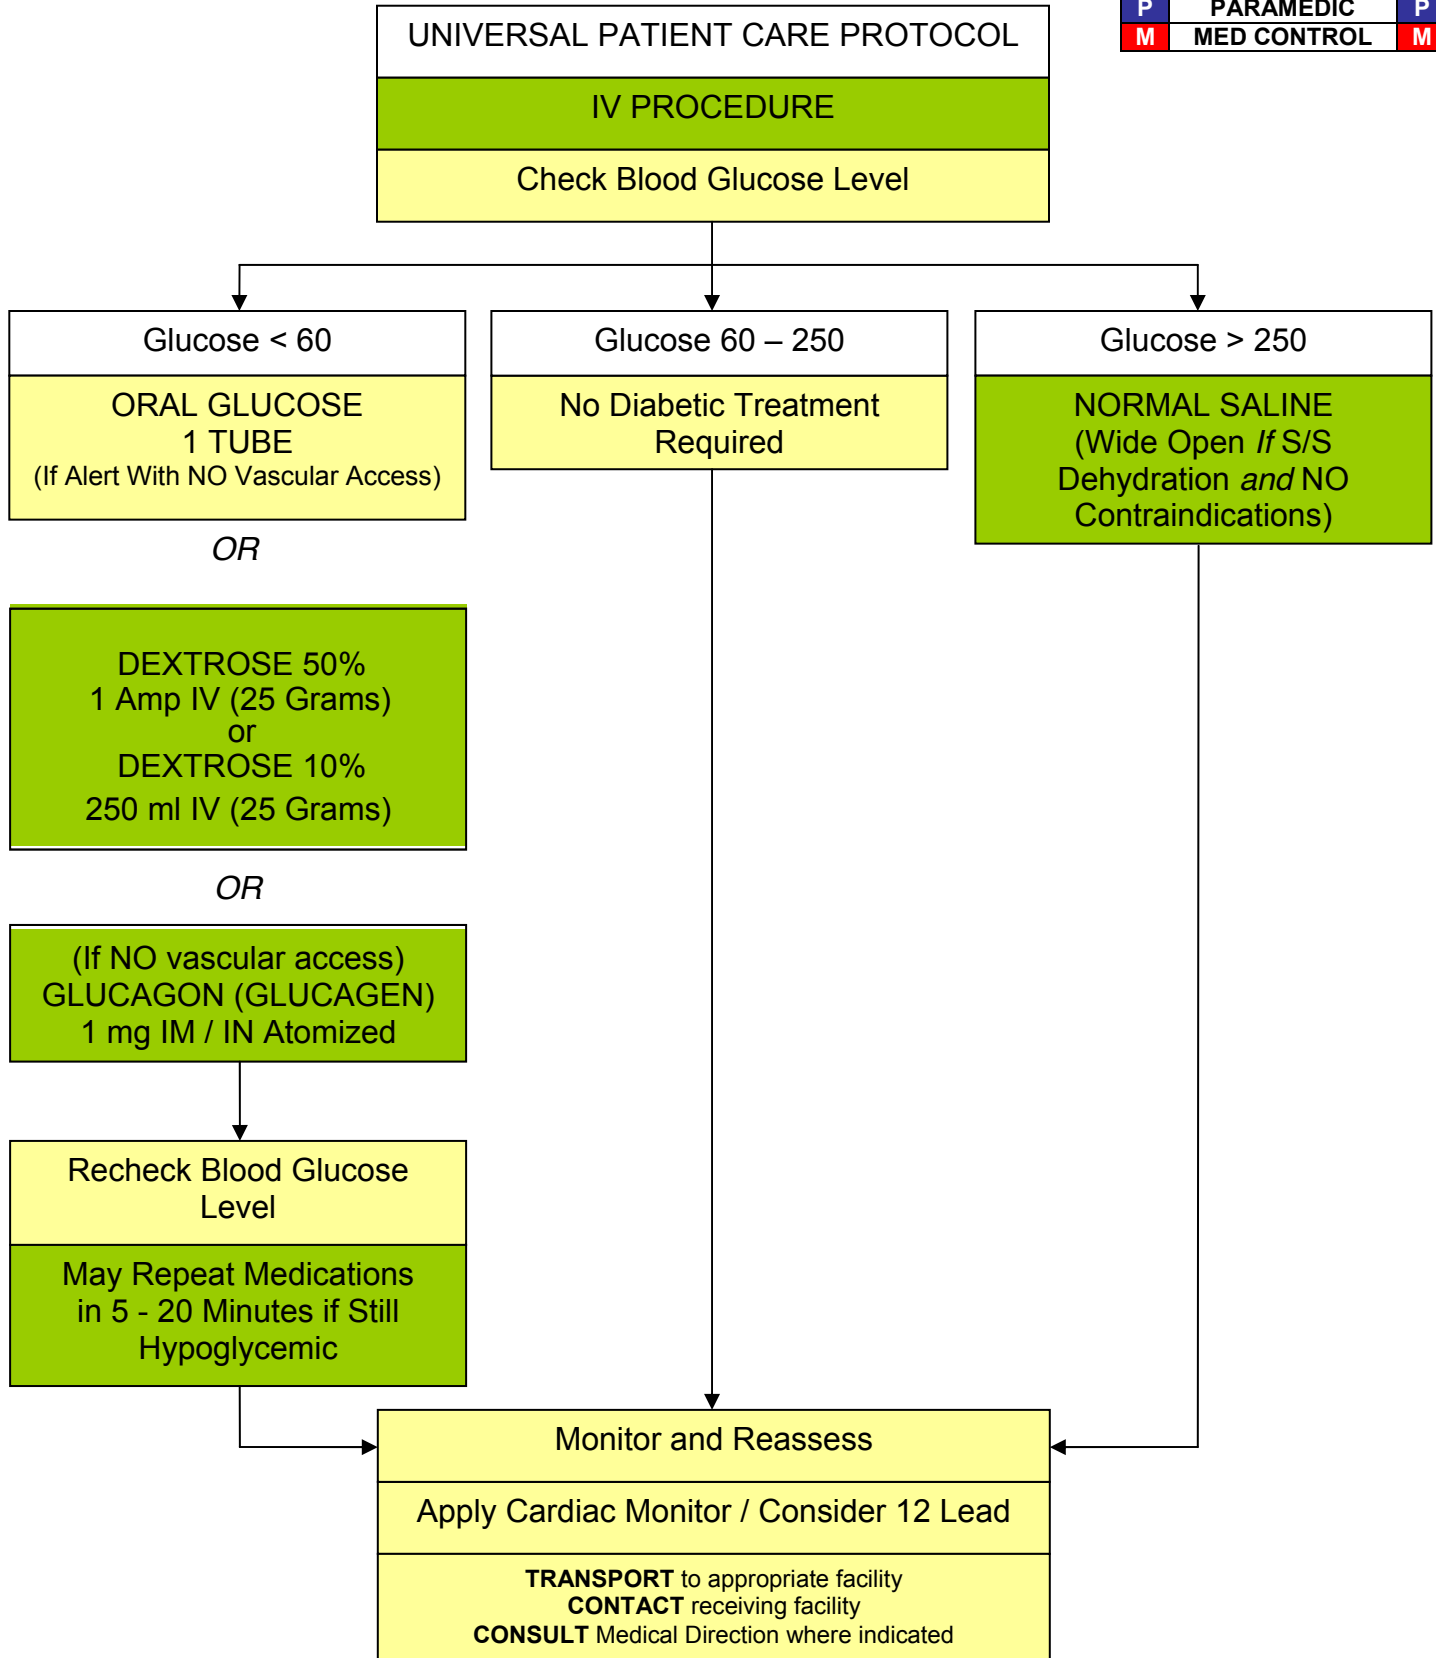 P PARAMEDIC P
M MED CONTROL M
UNIVERSAL PATIENT CARE PROTOCOL
IV PROCEDURE
Check Blood Glucose Level
Glucose < 60
ORAL GLUCOSE
1 TUBE
(If Alert With NO Vascular Access)
OR
DEXTROSE 50%
1 Amp IV (25 Grams)
or
DEXTROSE 10%
250 ml IV (25 Grams)
OR
(If NO vascular access)
GLUCAGON (GLUCAGEN)
1 mg IM / IN Atomized
Recheck Blood Glucose
Level
May Repeat Medications
in 5 - 20 Minutes if Still
Hypoglycemic
Glucose 60 – 250
No Diabetic Treatment
Required
Glucose > 250
NORMAL SALINE
(Wide Open If S/S
Dehydration and NO
Contraindications)
Monitor and Reassess
Apply Cardiac Monitor / Consider 12 Lead
TRANSPORT to appropriate facility
CONTACT receiving facility
CONSULT Medical Direction where indicated